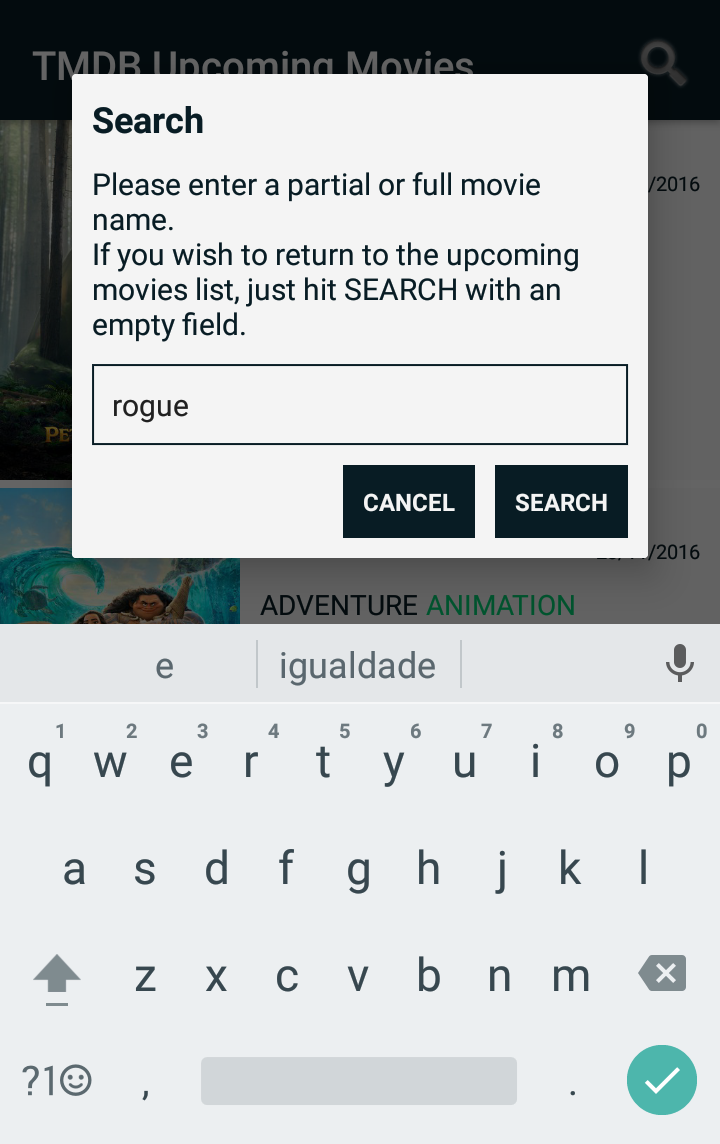 TMDB Upcoming Movies
Search
Please enter a partial or full movie
name.
If you wish to return to the upcoming
movies list, just hit SEARCH with an
empty field.
rogue
CANCEL SEARCH
/2016
/2016
ADVENTURE ANIMATION
e igualdade
1 2 3 4 5 6 7 8 9 0
q w e r t y u i o p
a s d f g h j k l
z x c v b n m
?1 , .